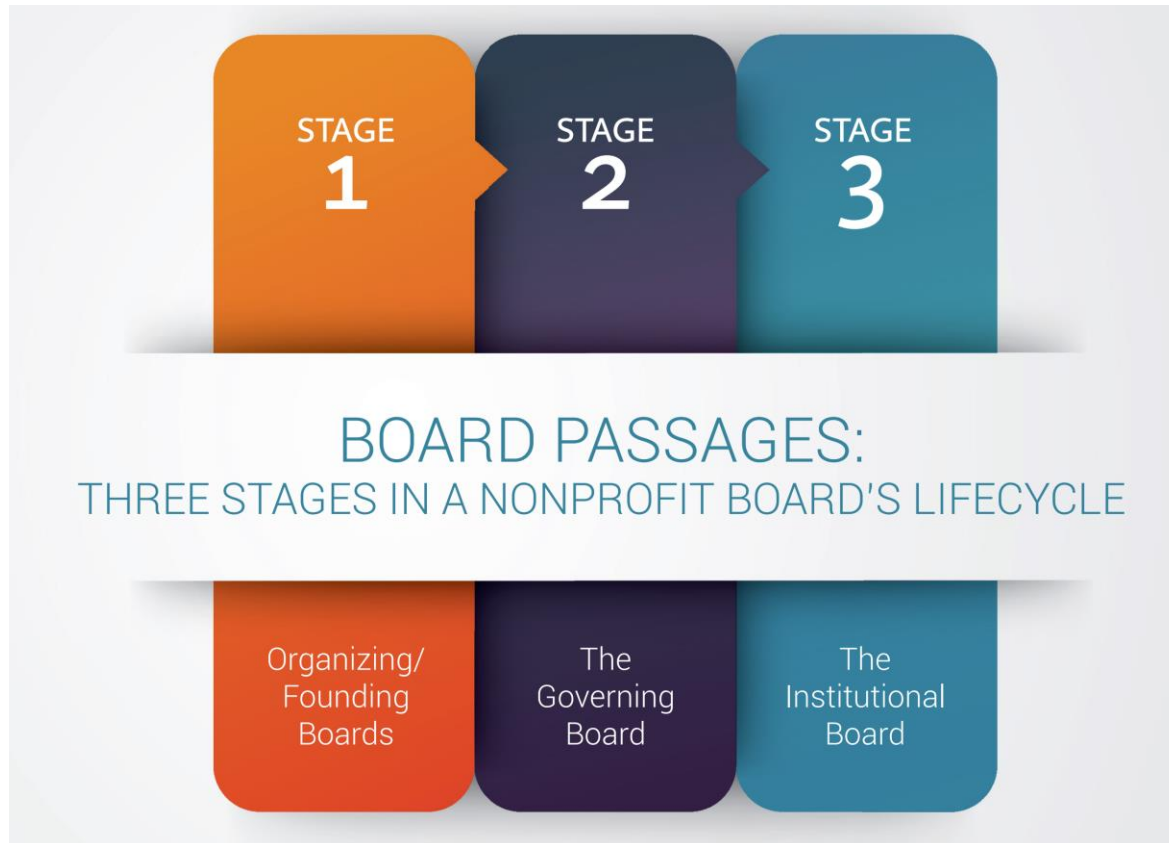 STAGE
1
STAGE
2
STAGE
3
BOARD PASSAGES:
THREE STAGES IN A NONPROFIT BOARD'S LIFECYCLE
Organizing/
Founding
Boards
The
Governing
Board
The
Institutional
Board